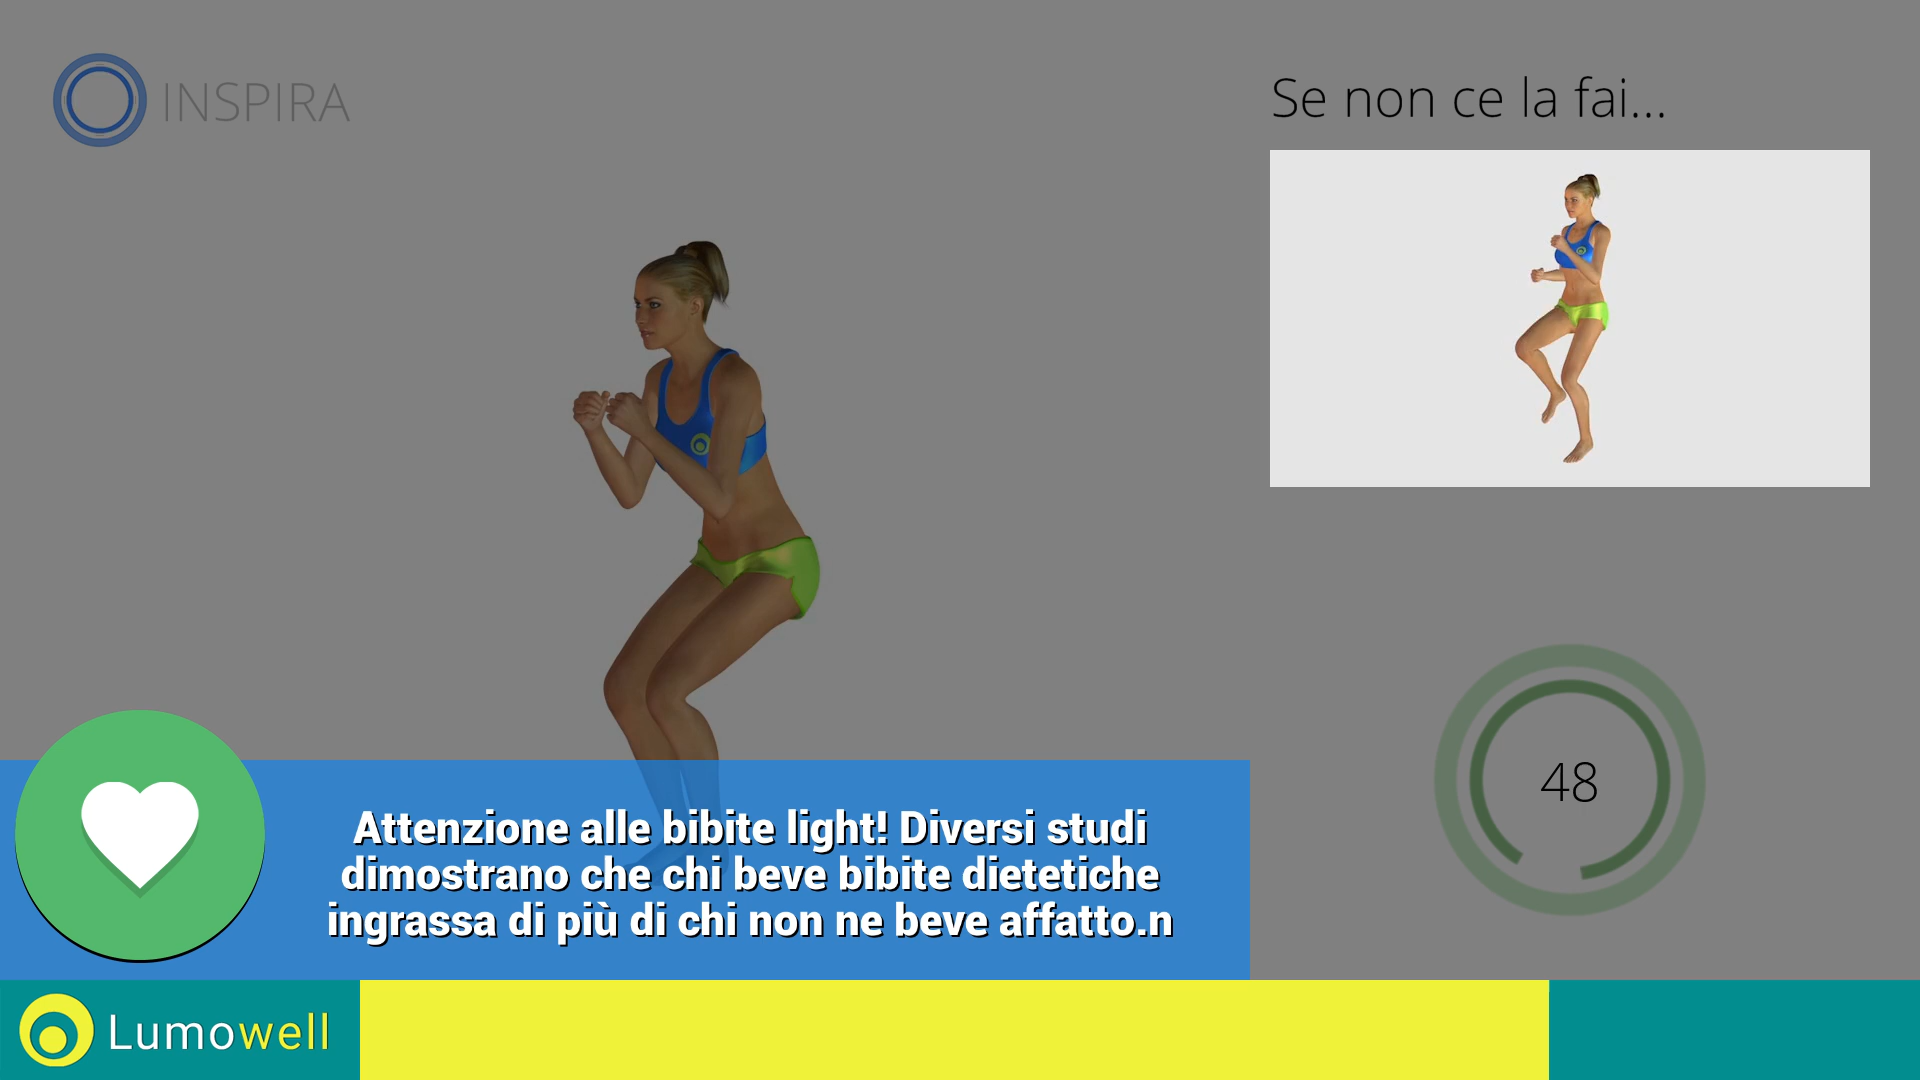 INSPIRA
Se non ce la fai...
48
Attenzione alle bibite light! Diversi studi
dimostrano che chi beve bibite dietetiche
ingrassa di più di chi non ne beve affatto.n
Lumowell